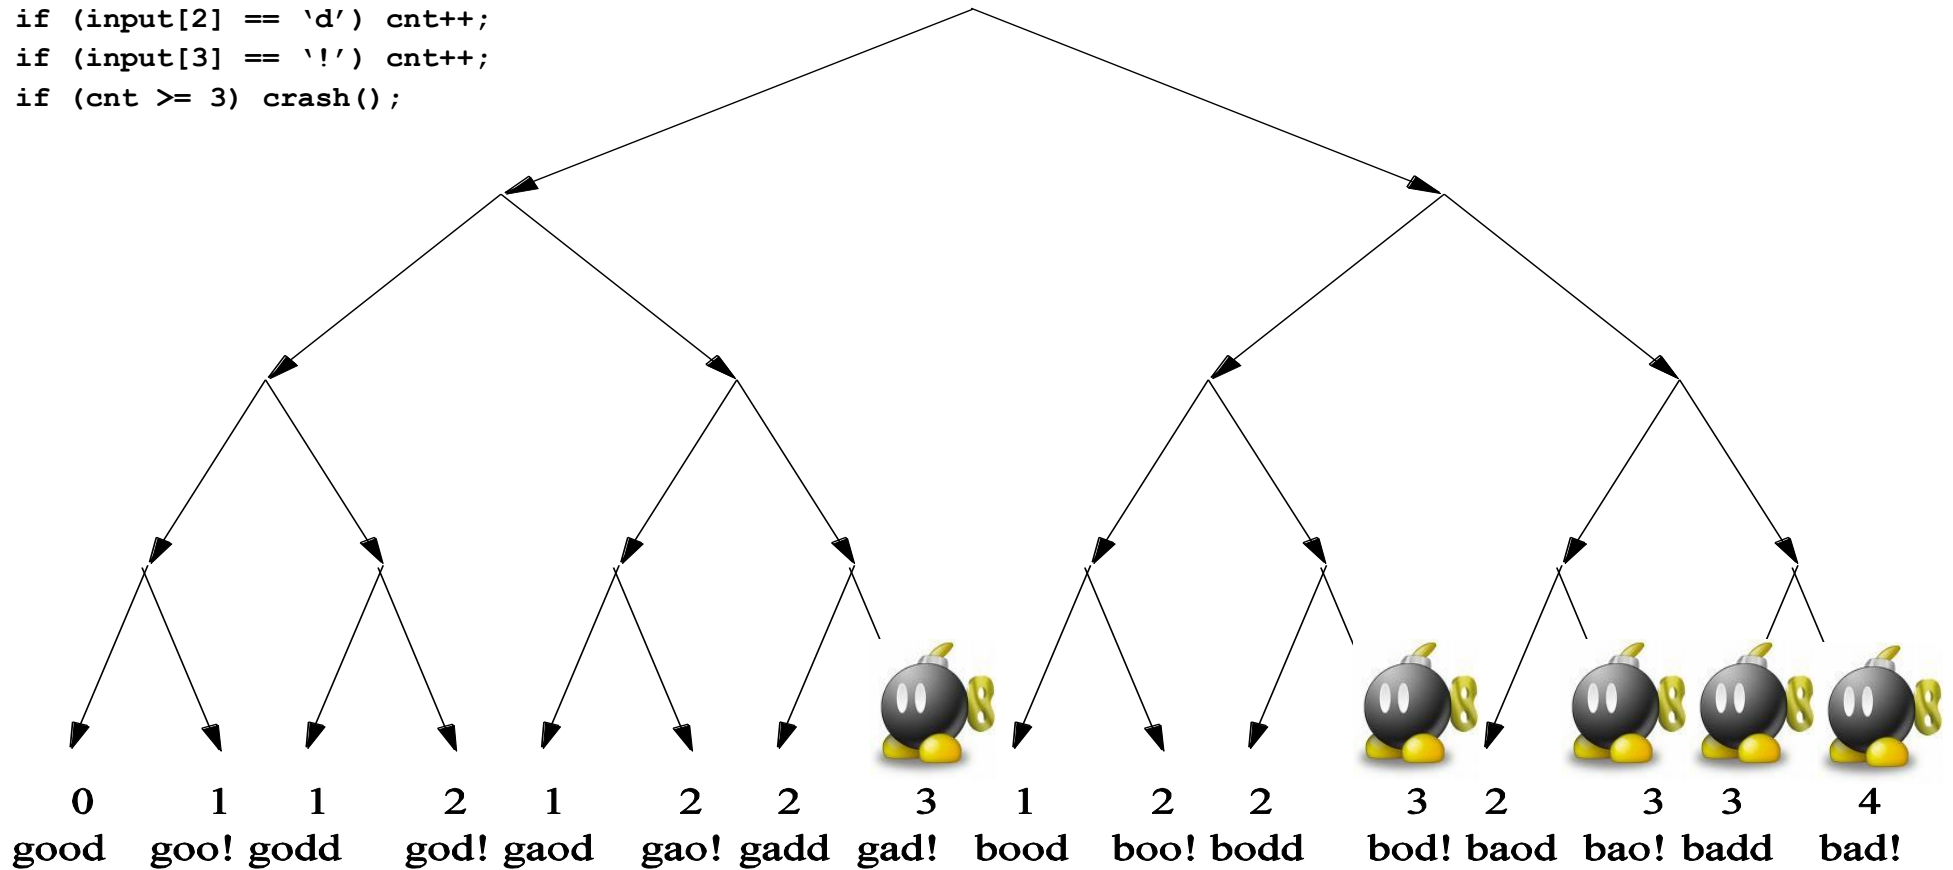 if (input[2] == ‘d’) cnt++;
if (input[3] == ‘!’) cnt++;
if (cnt >= 3) crash();
0 1 1 2 1 2 2 3 1 2 2 3 2 3 3 4
good goo! godd god! gaod gao! gadd gad! bood boo! bodd bod! baod bao! badd bad!